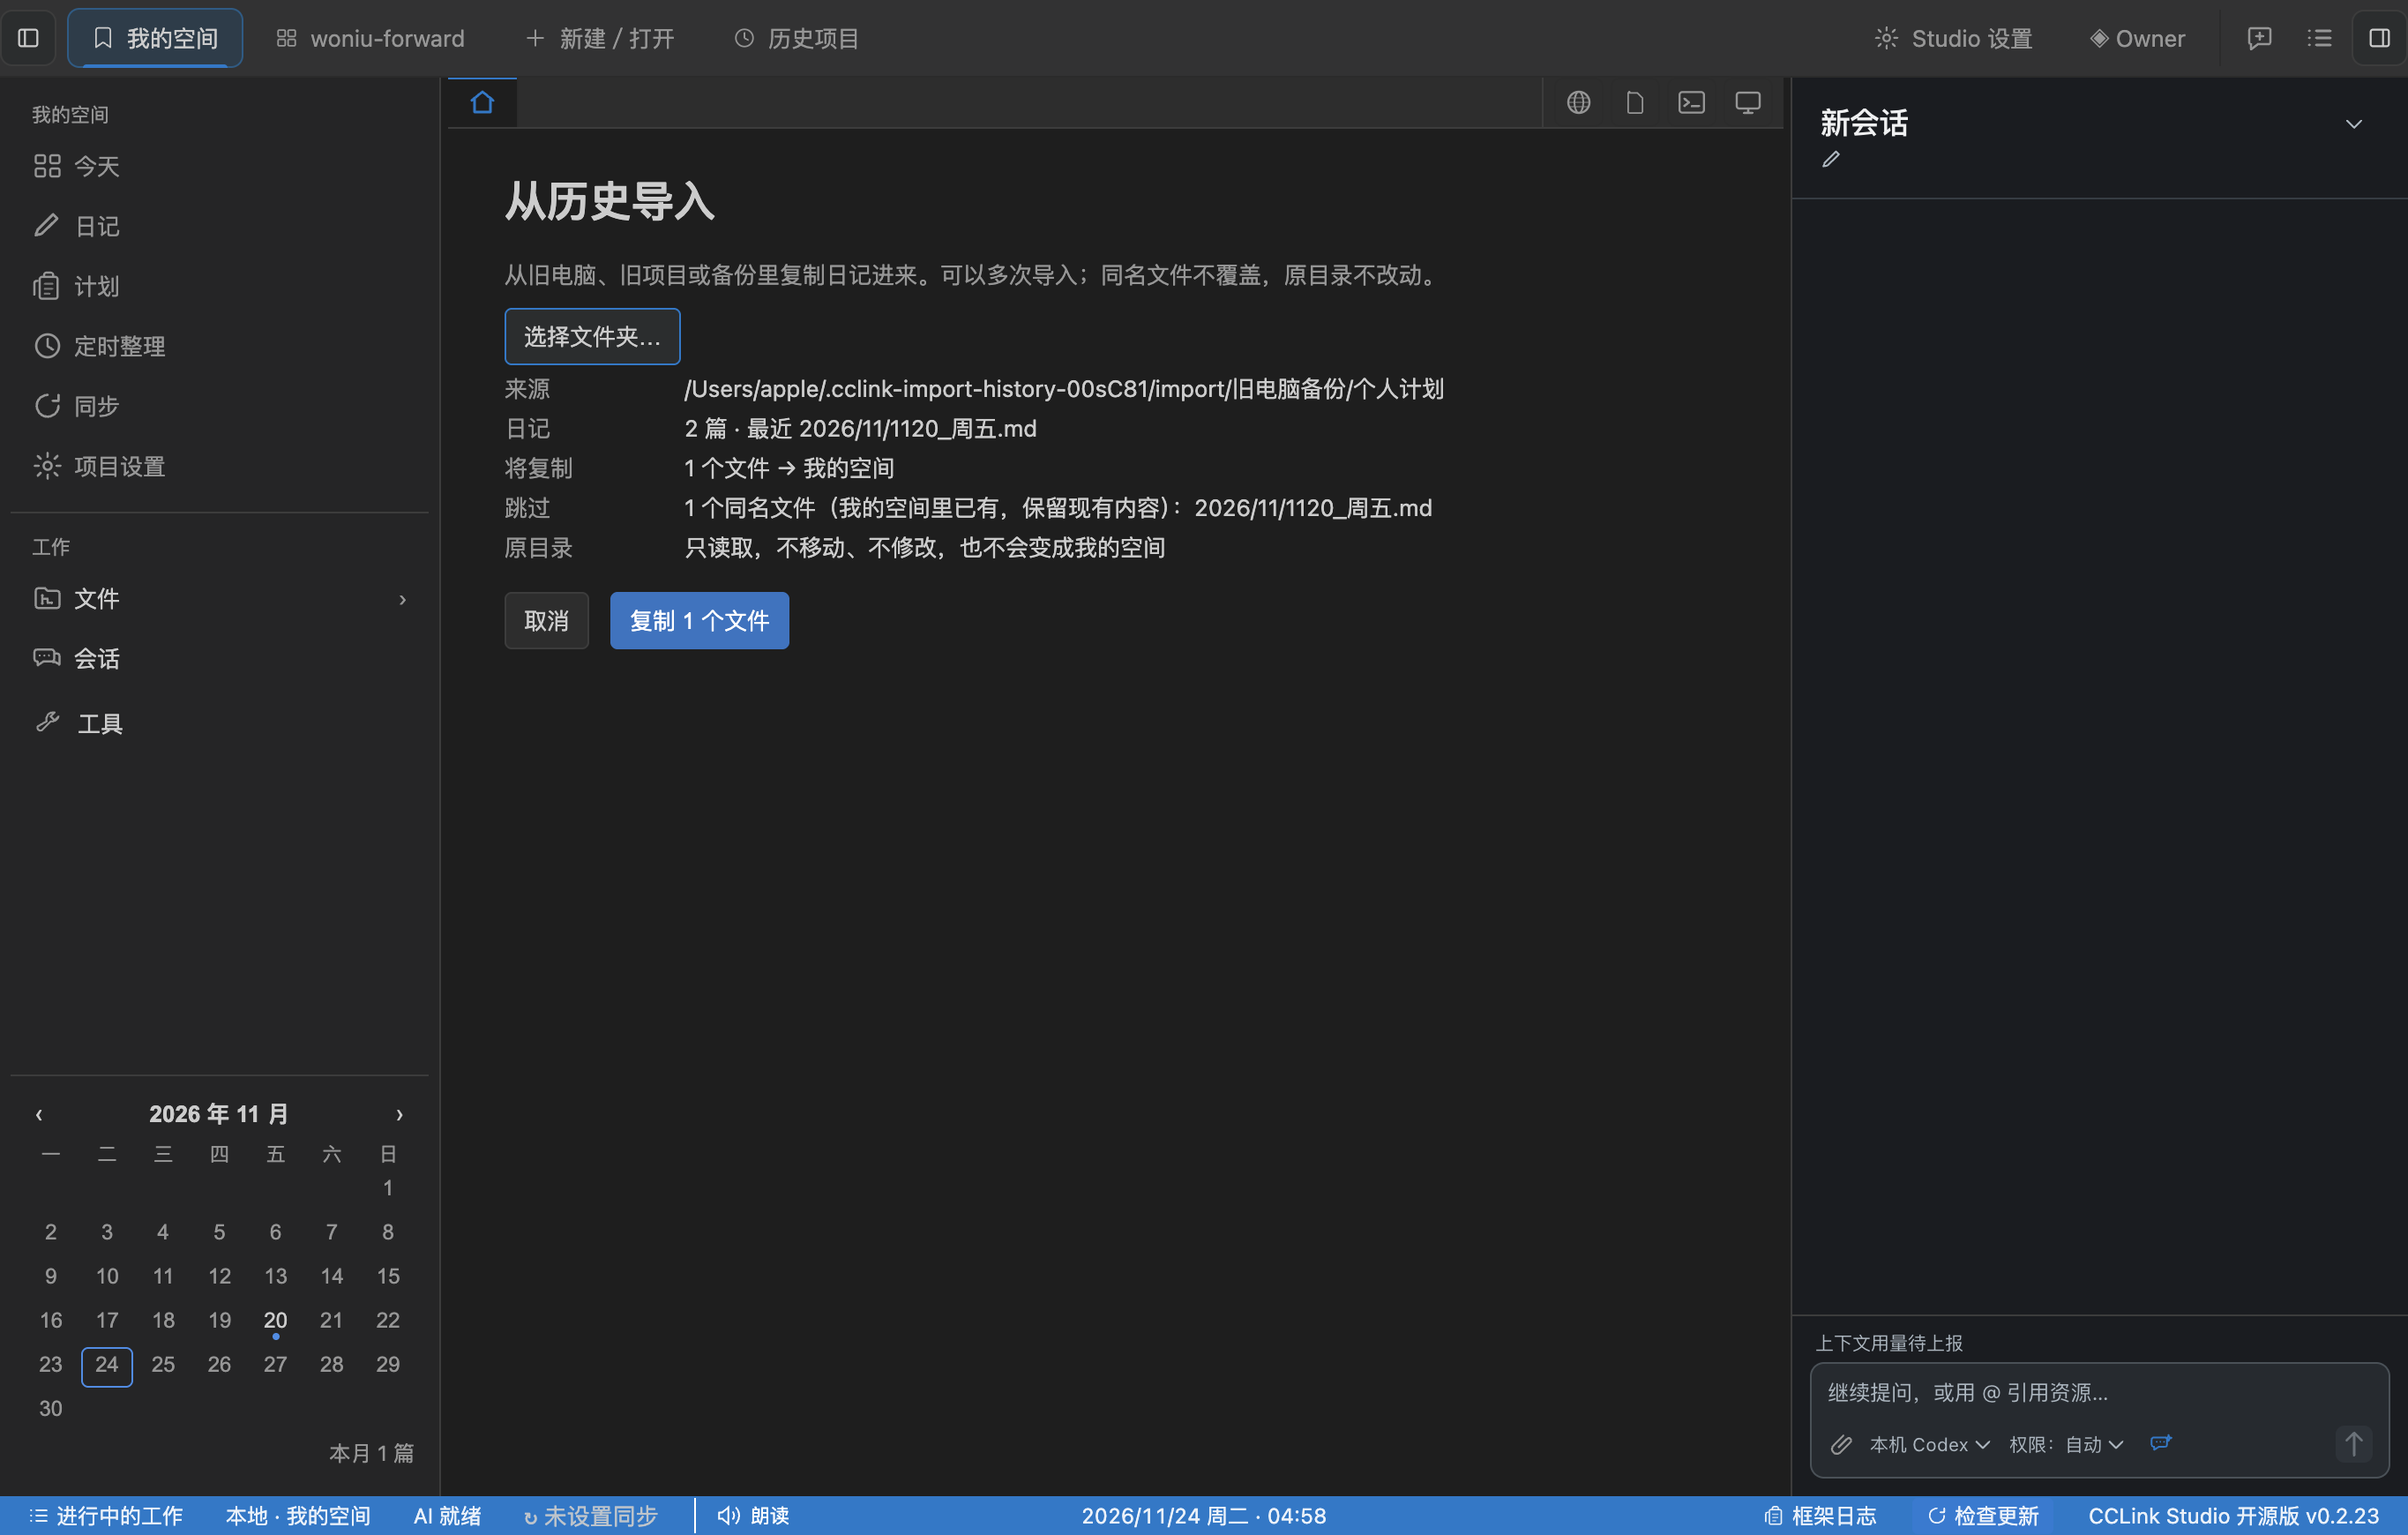 我的空间
woniu-forward
新建 / 打开
历史项目
Studio 设置
Owner
我的空间
今天
日记
计划
定时整理
同步
项目设置
工作
文件
会话
工具
2026 年 11 月
一 二 三 四 五 六 日
1
2 3 4 5 6 7 8
9 10 11 12 13 14 15
16 17 18 19 20 21 22
23 24 25 26 27 28 29
30
本月 1 篇
从历史导入
从旧电脑、旧项目或备份里复制日记进来。可以多次导入；同名文件不覆盖，原目录不改动。
选择文件夹...
来源 /Users/apple/.cclink-import-history-00sC81/import/旧电脑备份/个人计划
日记 2 篇 · 最近 2026/11/1120_周五.md
将复制 1 个文件 → 我的空间
跳过 1 个同名文件（我的空间里已有，保留现有内容）：2026/11/1120_周五.md
原目录 只读取，不移动、不修改，也不会变成我的空间
取消 复制 1 个文件
新会话
上下文用量待上报
继续提问，或用 @ 引用资源...
本机 Codex 权限：自动
进行中的工作 本地 · 我的空间 AI 就绪 未设置同步 朗读 2026/11/24 周二 · 04:58 框架日志 检查更新 CCLink Studio 开源版 v0.2.23